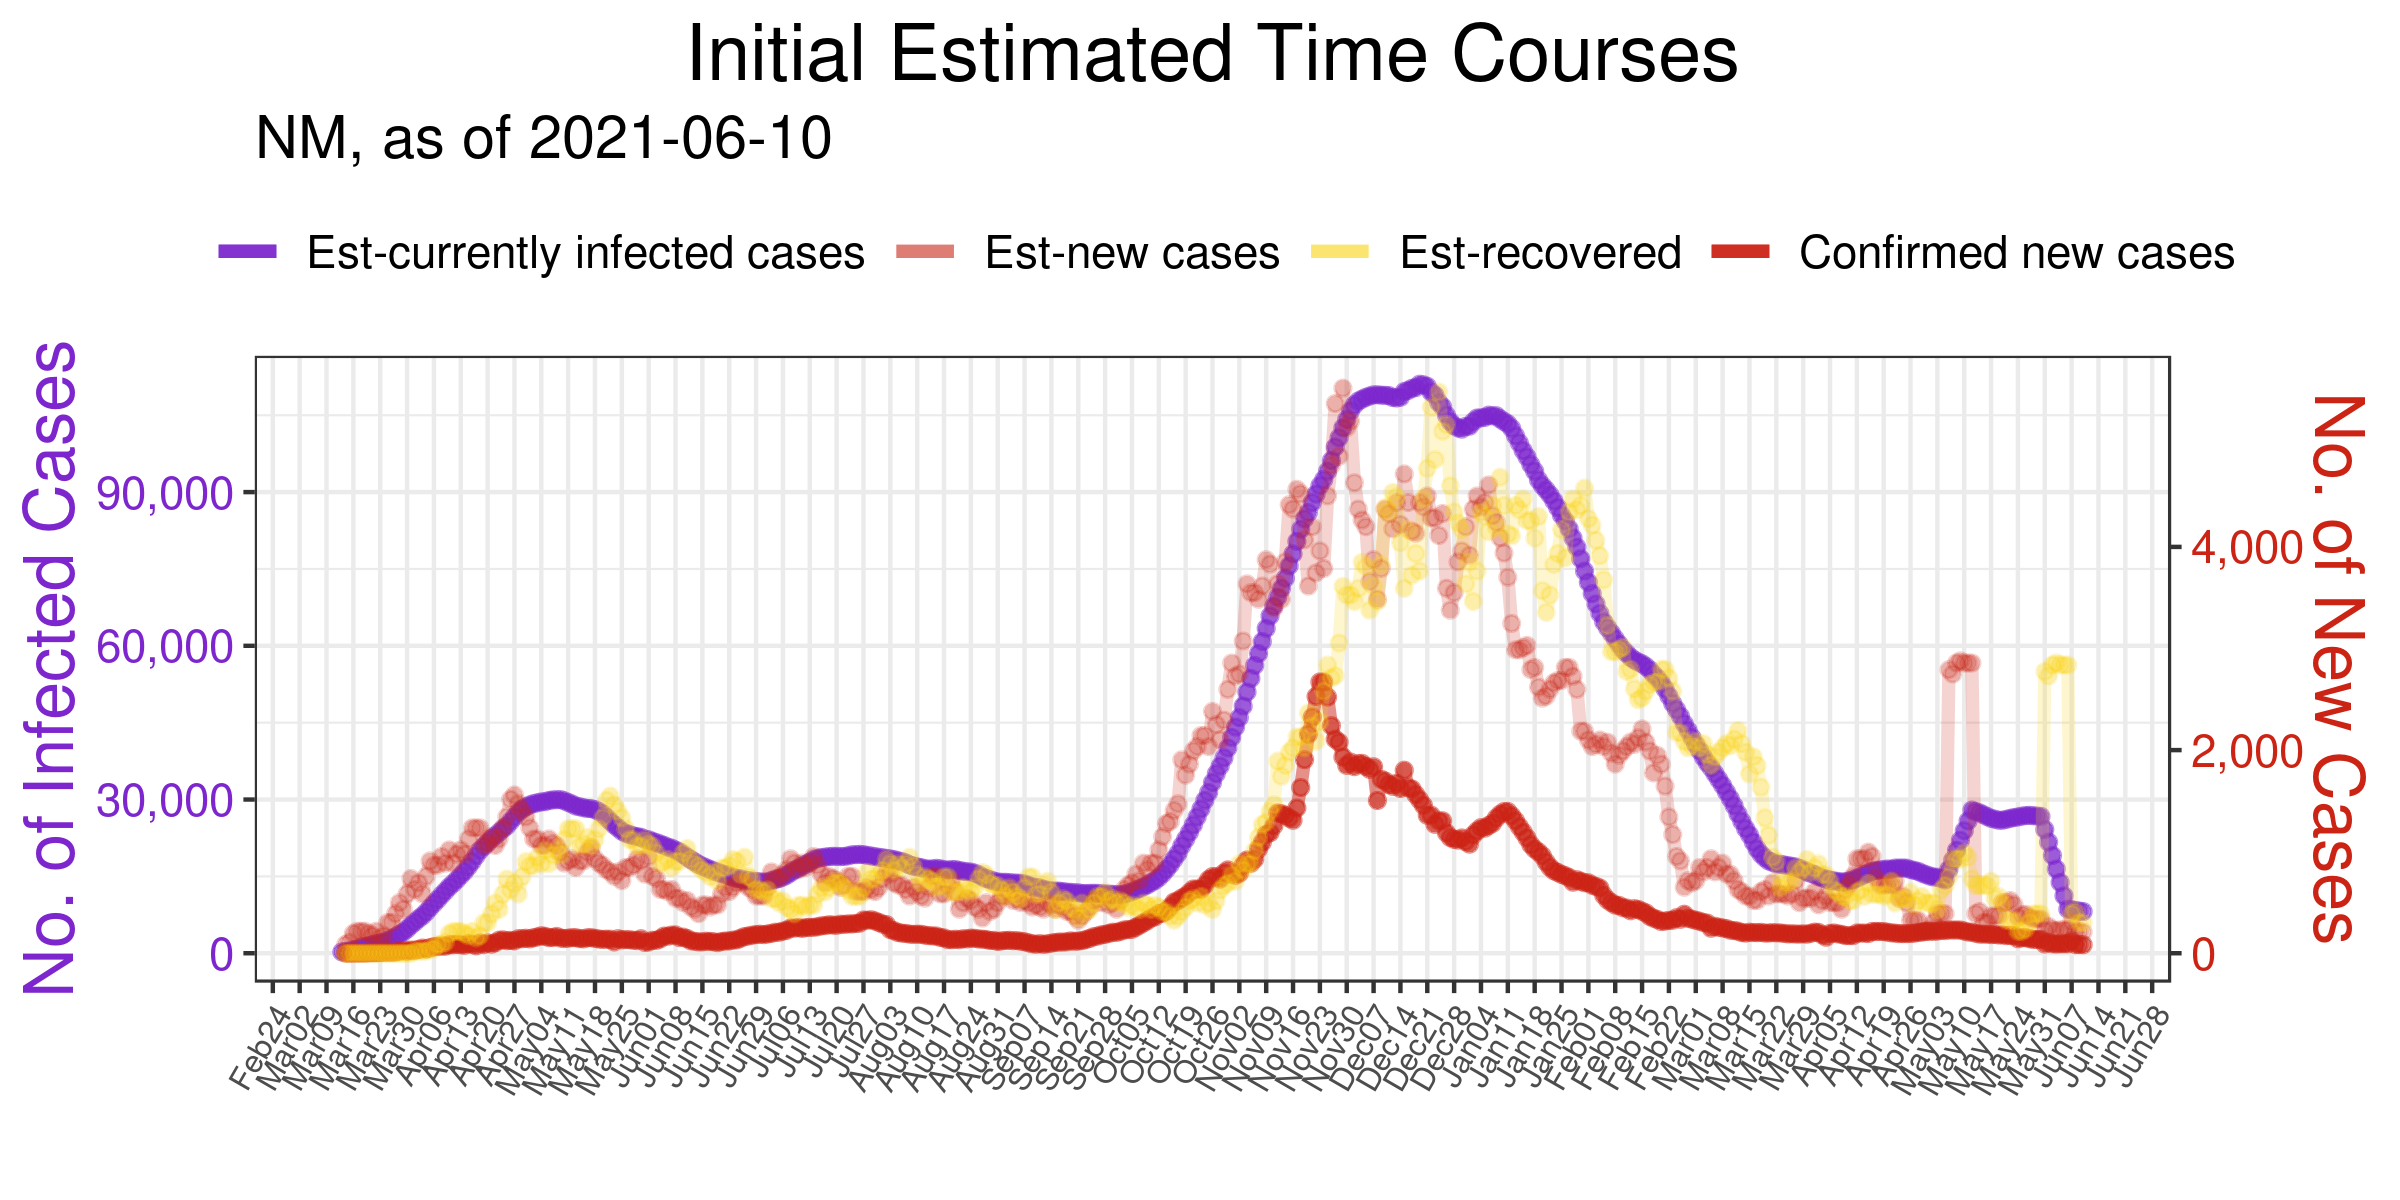 Initial Estimated Time Courses
NM, as of 2021-06-10
Est-currently infected cases Est-new cases Est-recovered Confirmed new cases
No. of Infected Cases
90,000
60,000
30,000
0
4,000
2,000
0
No. of New Cases
Feb24 Mar02 Mar09 Mar16 Mar23 Mar30 Apr06 Apr13 Apr20 Apr27 May04 May11 May18 May25 Jun01 Jun08 Jun15 Jun22 Jun29 Jul06 Jul13 Jul20 Jul27 Aug03 Aug10 Aug17 Aug24 Aug31 Sep07 Sep14 Sep21 Sep28 Oct05 Oct12 Oct19 Oct26 Nov02 Nov09 Nov16 Nov23 Nov30 Dec07 Dec14 Dec21 Dec28 Jan04 Jan11 Jan18 Jan25 Feb01 Feb08 Feb15 Feb22 Mar01 Mar08 Mar15 Mar22 Mar29 Apr05 Apr12 Apr19 Apr26 May03 May10 May17 May24 May31 Jun07 Jun14 Jun21 Jun28